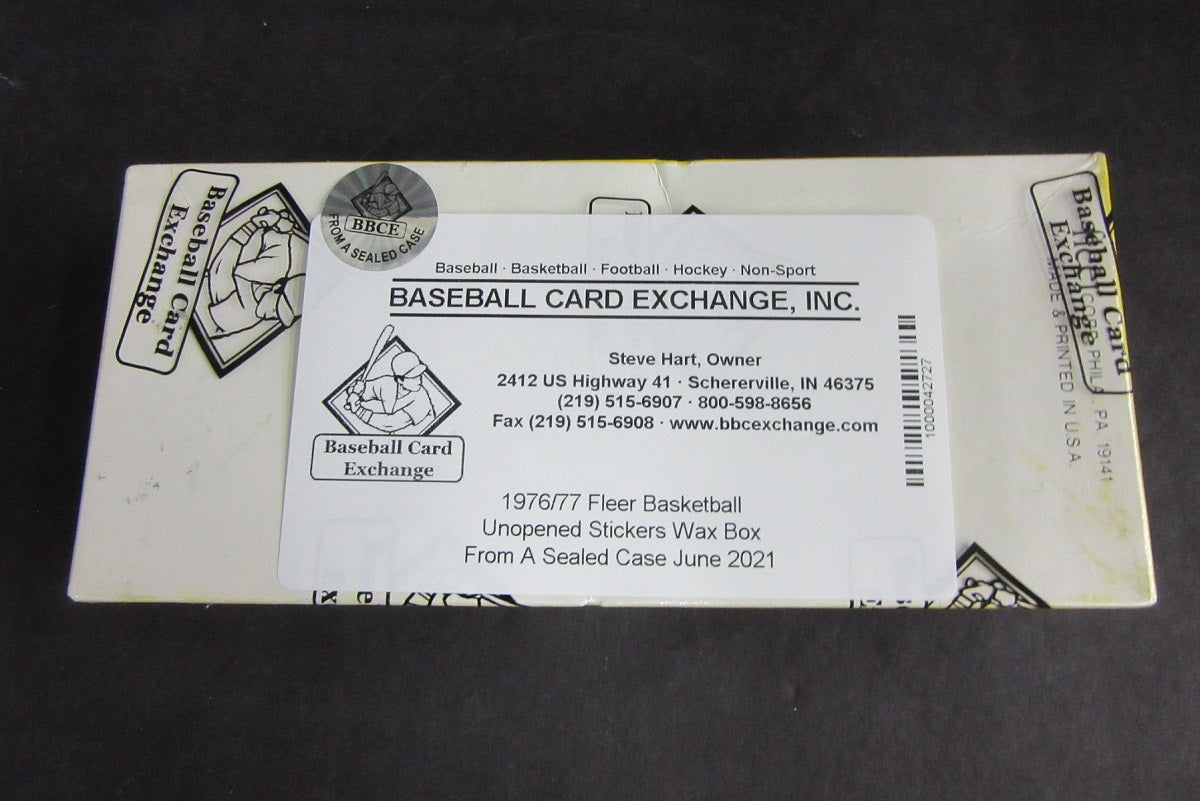 Baseball Card
Exchange
BBCE
FROM A SEALED CASE
Baseball · Basketball · Football · Hockey · Non-Sport
BASEBALL CARD EXCHANGE, INC.
Steve Hart, Owner
2412 US Highway 41 · Schererville, IN 46375
(219) 515-6907 · 800-598-8656
Fax (219) 515-6908 · www.bbcexchange.com
Baseball Card
Exchange
1976/77 Fleer Basketball
Unopened Stickers Wax Box
From A Sealed Case June 2021
1000042727
Baseball Card
Exchange
CORP. PHILA. PA. 19141
MADE & PRINTED IN U.S.A.